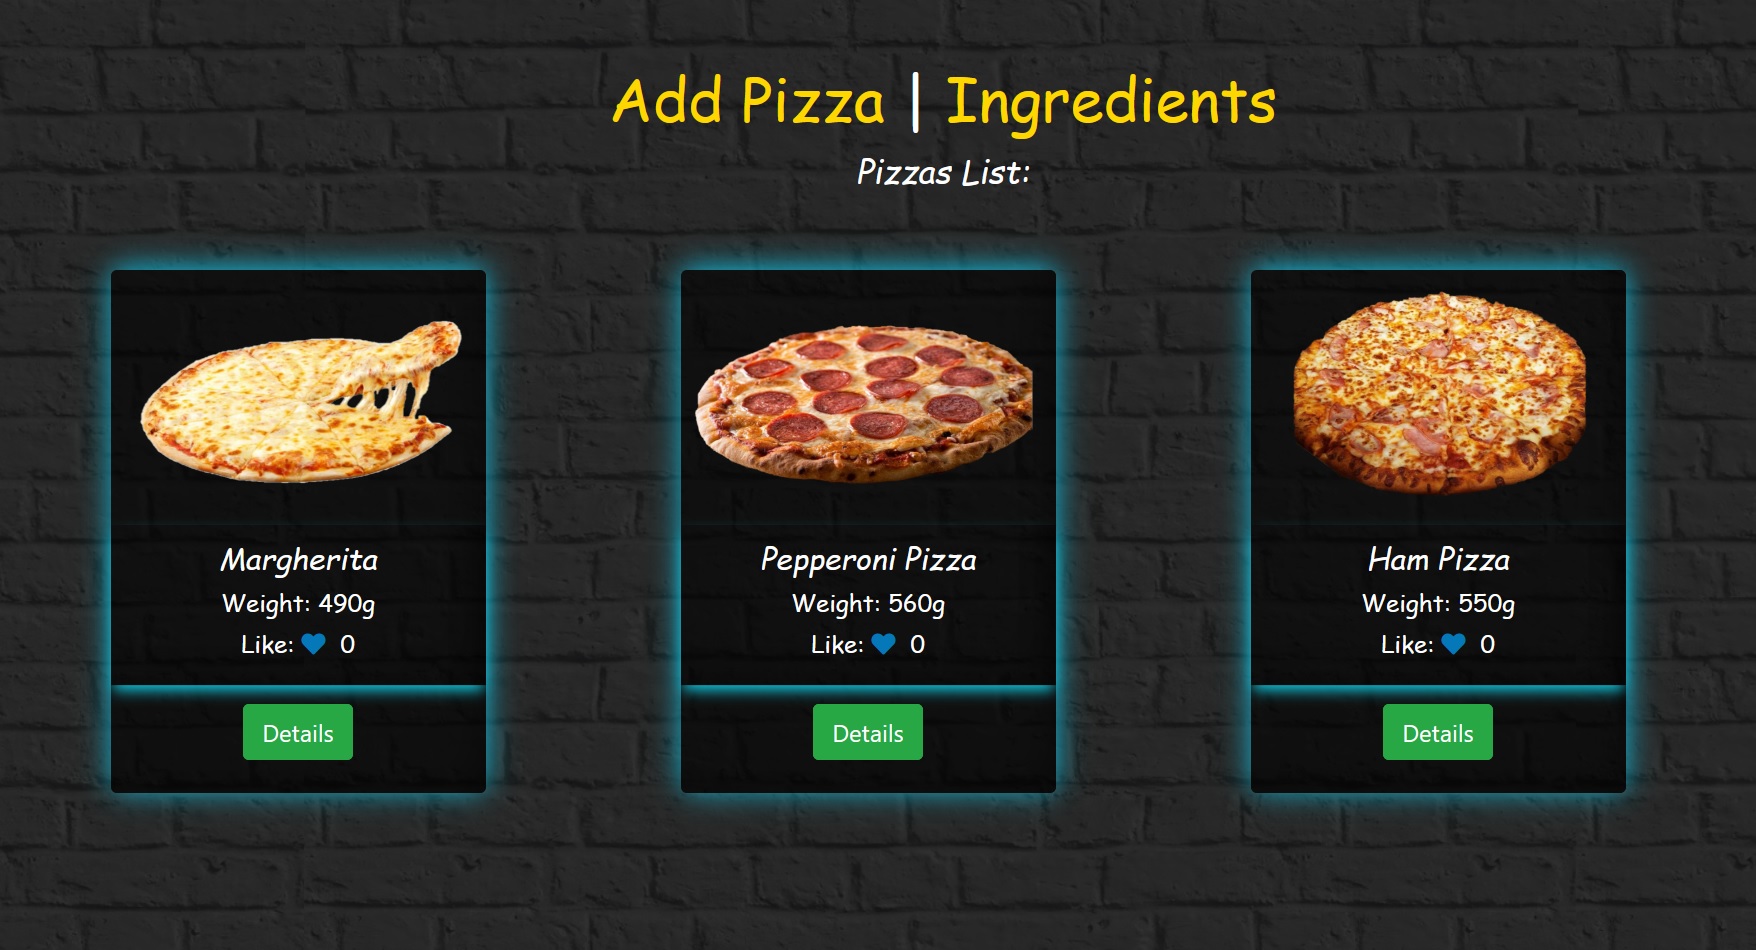 Add Pizza | Ingredients
Pizzas List:
Margherita
Weight: 490g
Like: 0
Details
Pepperoni Pizza
Weight: 560g
Like: 0
Details
Ham Pizza
Weight: 550g
Like: 0
Details